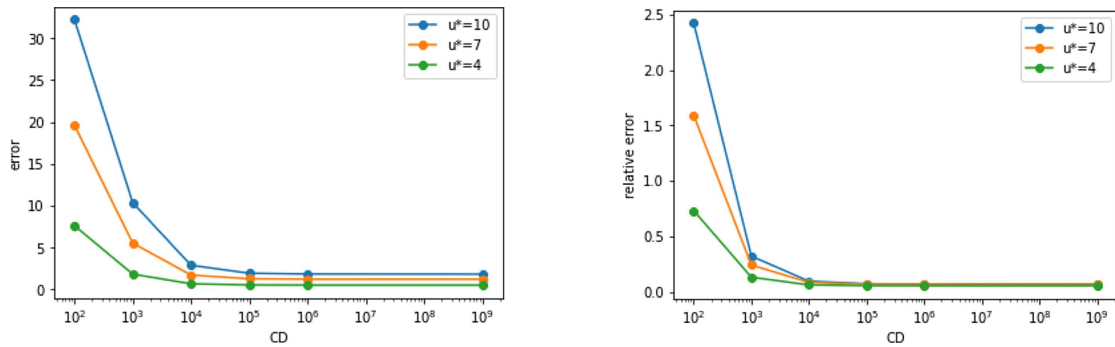 error
30
25
20
15
10
5
0
10² 10³ 10⁴ 10⁵ 10⁶ 10⁷ 10⁸ 10⁹
CD
u*=10
u*=7
u*=4
relative error
2.5
2.0
1.5
1.0
0.5
0.0
10² 10³ 10⁴ 10⁵ 10⁶ 10⁷ 10⁸ 10⁹
CD
u*=10
u*=7
u*=4